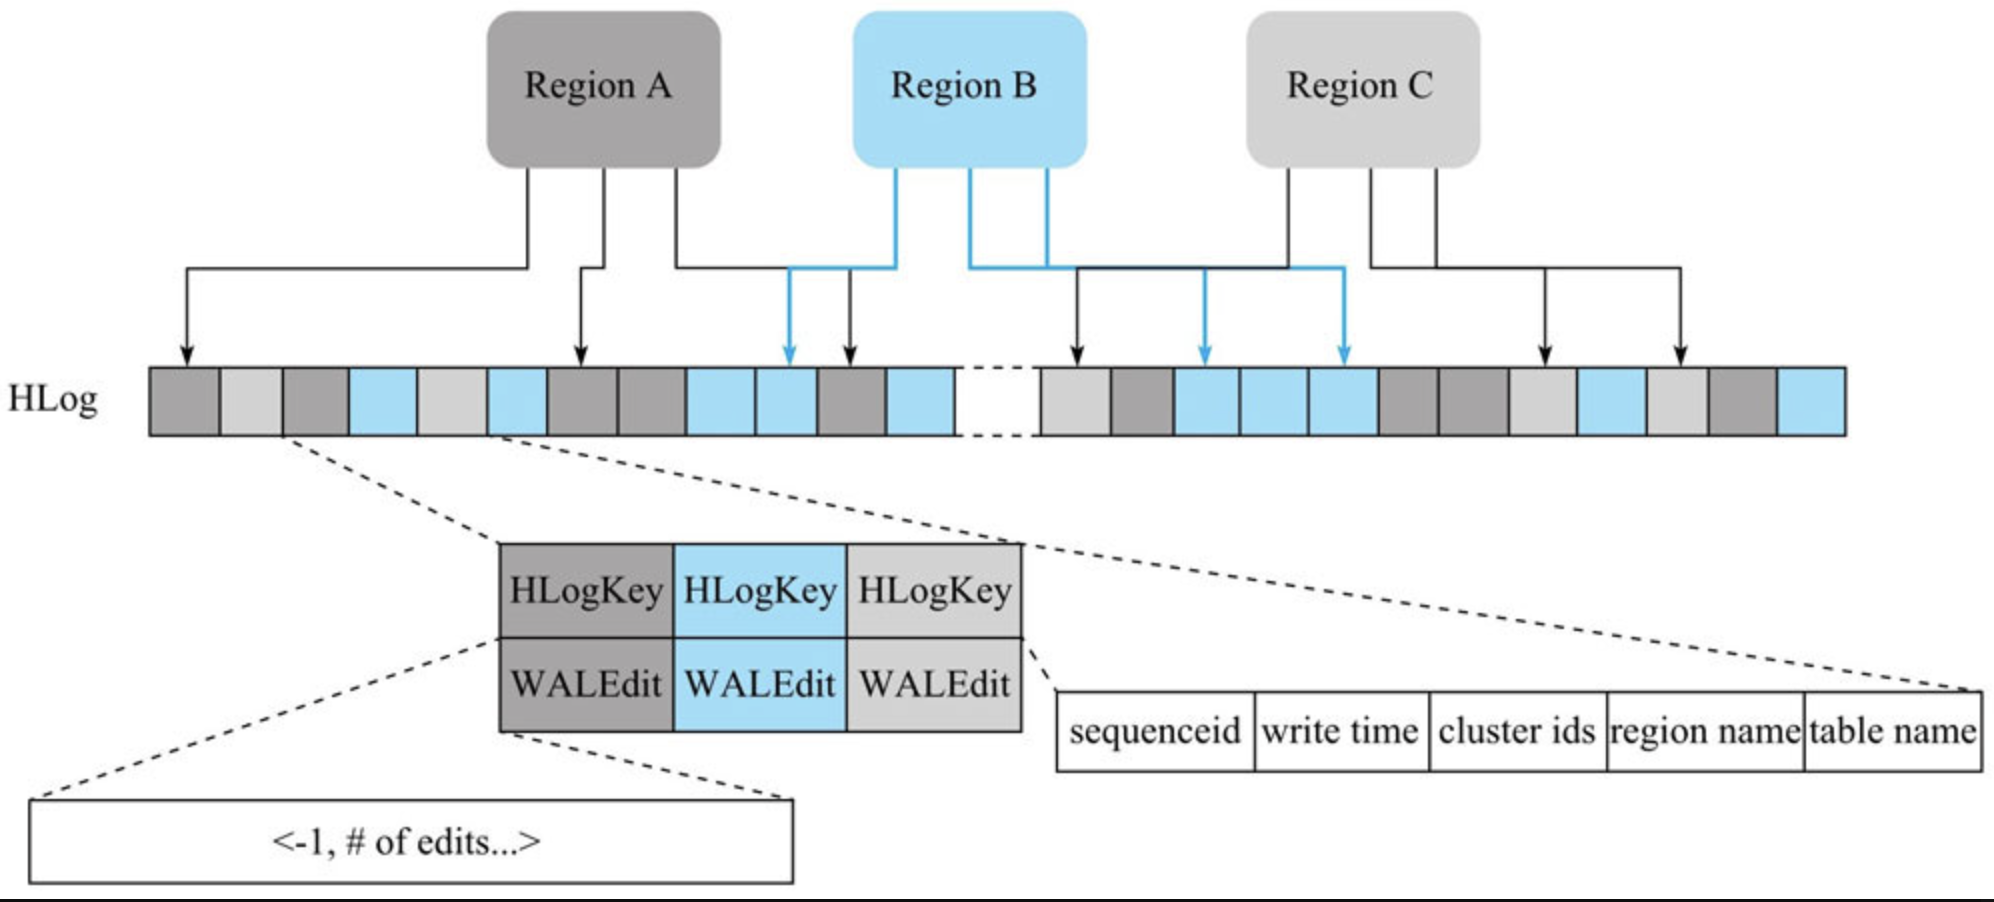 Region A
Region B
Region C
HLog
HLogKey HLogKey HLogKey
WALEdit WALEdit WALEdit
sequenceid write time cluster ids region name table name
<-1, # of edits...>